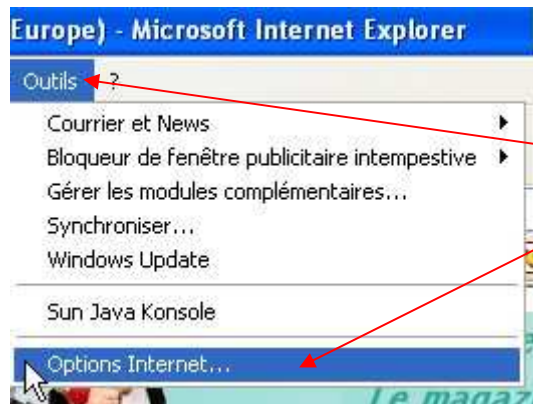 Europe) - Microsoft Internet Explorer
Outils ?
Courrier et News
Bloqueur de fenêtre publicitaire intempestive
Gérer les modules complémentaires...
Synchroniser...
Windows Update
Sun Java Konsole
Options Internet...
Le magaz